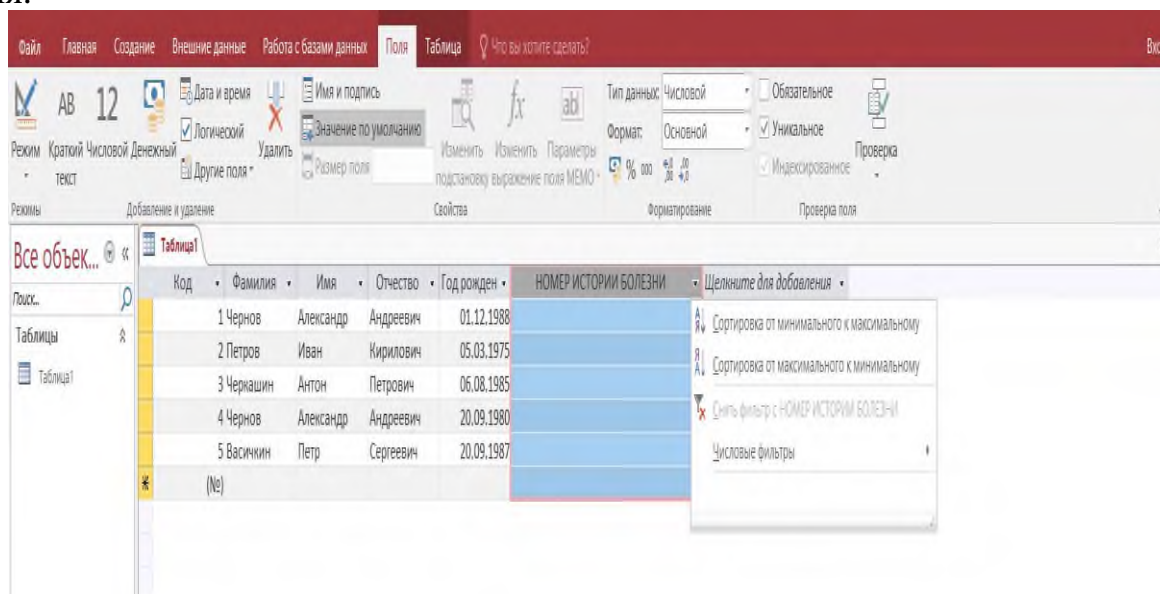 ы.
Файл Главная Создание Внешние данные Работа с базами данных Поля Таблица Что вы хотите сделать?
Режим
АВ Краткий текст
12 Числовой
Денежный
Дата и время
Логический
Другие поля
Удалить
Имя и подпись
Значение по умолчанию
Размер поля
Изменить подстановку
fx Изменить выражение
ab Параметры поля МЕМО
Тип данных: Числовой
Формат: Основной
% 000
Обязательное
Уникальное
Индексированное
Проверка
Режимы Добавление и удаление Свойства Форматирование Проверка поля
Все объек... «
Поиск...
Таблицы
Таблица1
Таблица1
Код Фамилия Имя Отчество Год рожден НОМЕР ИСТОРИИ БОЛЕЗНИ Щелкните для добавления
1 Чернов Александр Андреевич 01.12.1988
2 Петров Иван Кирилович 05.03.1975
3 Черкашин Антон Петрович 06.08.1985
4 Чернов Александр Андреевич 20.09.1980
5 Васичкин Петр Сергеевич 20.09.1987
(№)
Сортировка от минимального к максимальному
Сортировка от максимального к минимальному
Снять фильтр с НОМЕР ИСТОРИИ БОЛЕЗНИ
Числовые фильтры